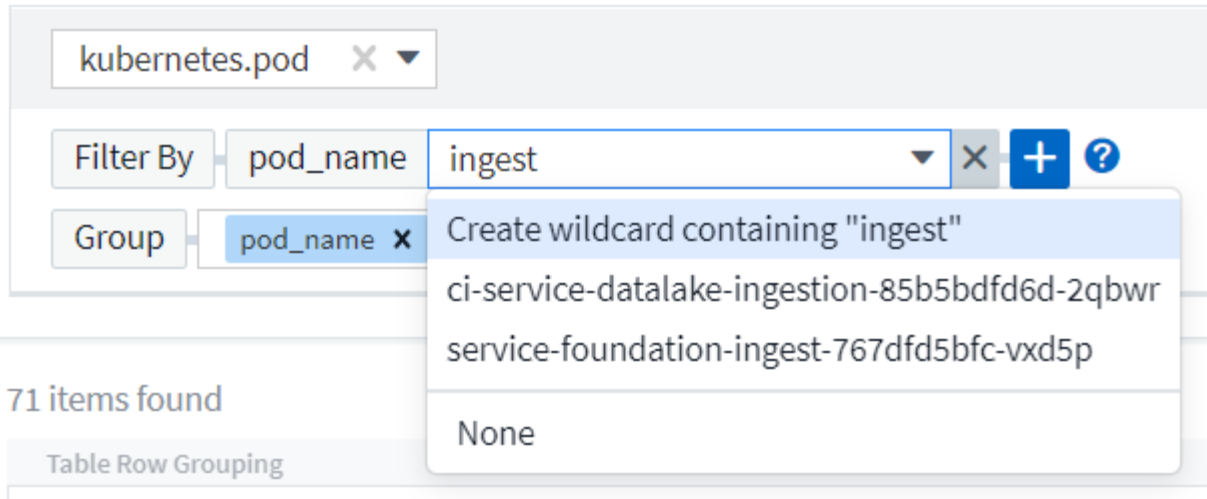 kubernetes.pod
Filter By pod_name ingest
Group pod_name
Create wildcard containing "ingest"
ci-service-datalake-ingestion-85b5bdfd6d-2qbwr
service-foundation-ingest-767dfd5bfc-vxd5p
None
71 items found
Table Row Grouping